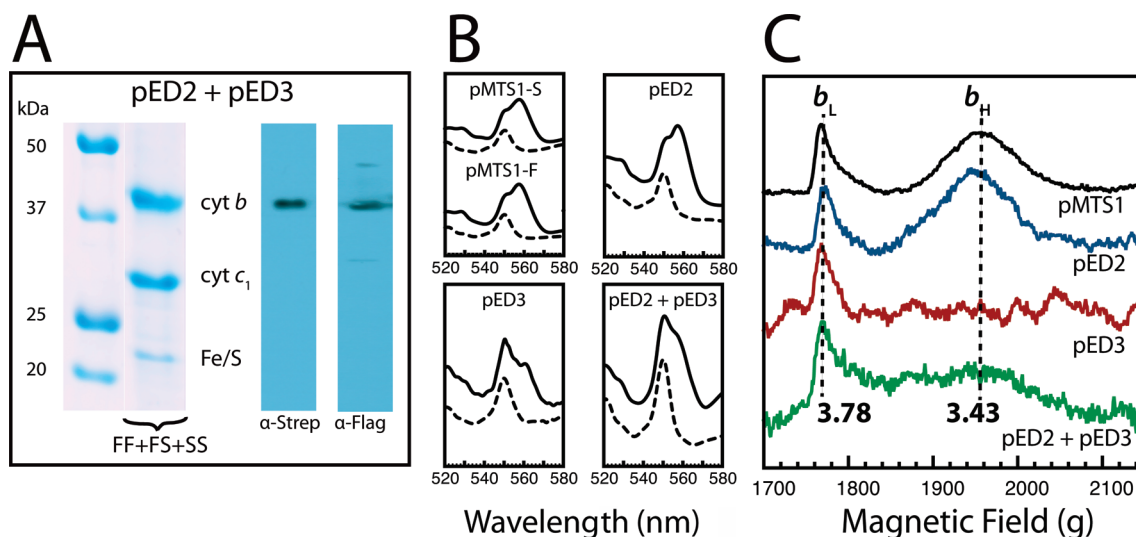 A
pED2 + pED3
kDa
50
37
25
20
cyt b
cyt c1
Fe/S
FF+FS+SS
α-Strep
α-Flag
B
pMTS1-S
pMTS1-F
520 540 560 580
pED2
520 540 560 580
pED3
520 540 560 580
pED2 + pED3
520 540 560 580
Wavelength (nm)
C
bL
bH
pMTS1
pED2
pED3
3.78
3.43
pED2 + pED3
1700 1800 1900 2000 2100
Magnetic Field (g)